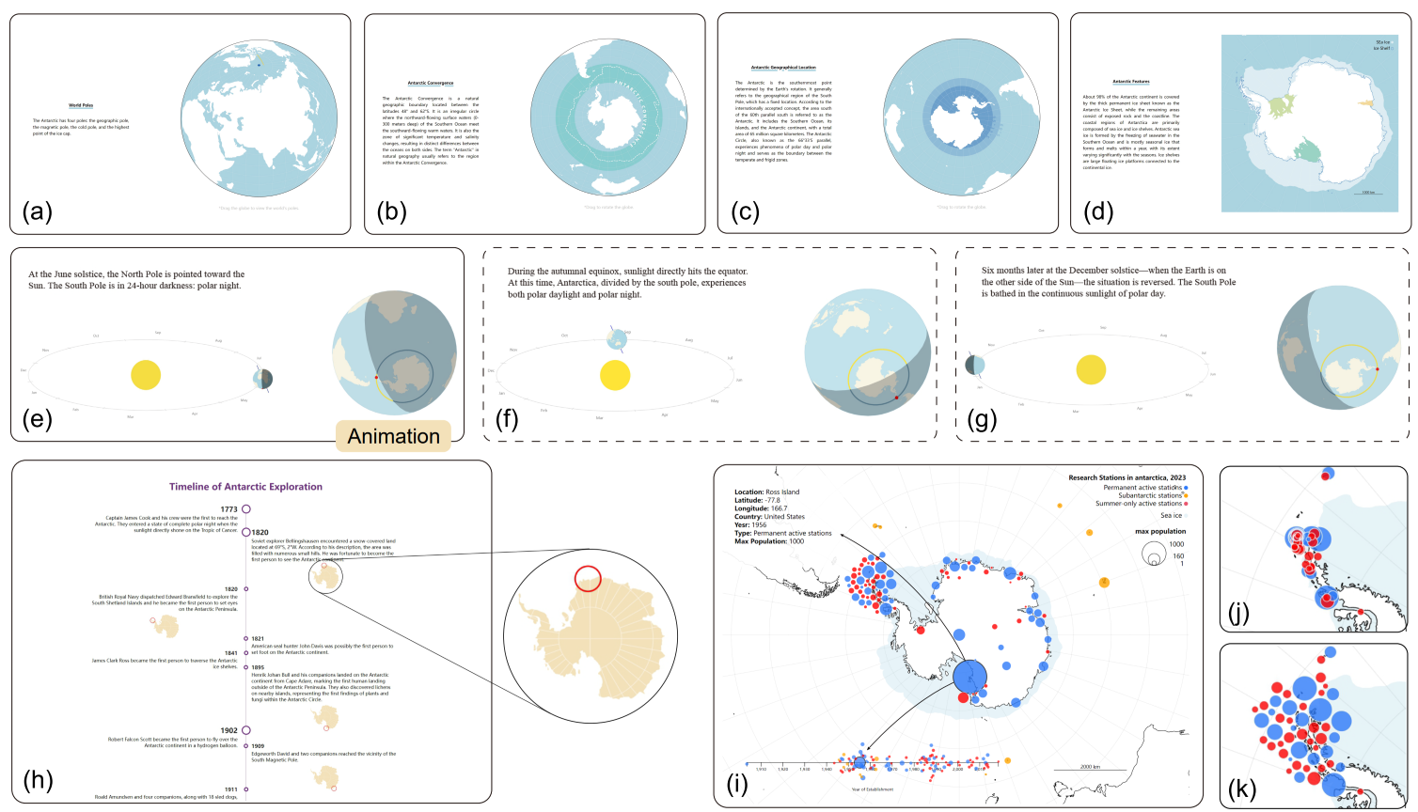 World Poles
The Antarctic has four poles: the geographic pole,
the magnetic pole, the cold pole, and the highest
point of the ice cap.
*Drag the globe to view the world's poles
(a)
Antarctic Convergence
The Antarctic Convergence is a natural
geographic boundary located between the
latitudes 48° and 62°S. It is an irregular circle
where the northward-flowing surface waters (0-
300 meters deep) of the Southern Ocean meet
the southward-flowing warm waters. It is also the
zone of significant temperature and salinity
changes, resulting in distinct differences between
the oceans on both sides. The term "Antarctic" in
natural geography usually refers to the region
within the Antarctic Convergence.
*Drag to rotate the globe
(b)
Antarctic Geographical Location
The Antarctic is the southernmost point
determined by the Earth's rotation. It generally
refers to the geographical region of the South
Pole, which has a fixed location. According to the
internationally accepted concept, the area south
of the 60th parallel south is referred to as the
Antarctic. It includes the Southern Ocean, its
islands, and the Antarctic continent, with a total
area of 65 million square kilometers. The Antarctic
Circle, also known as the 66°33'S parallel,
experiences phenomena of polar day and polar
night and serves as the boundary between the
temperate and frigid zones.
*Drag to rotate the globe
(c)
Antarctic Features
About 98% of the Antarctic continent is covered
by the thick permanent ice sheet known as the
Antarctic Ice Sheet, while the remaining areas
consist of exposed rock and the coastline. The
coastal regions of Antarctica are primarily
composed of sea ice and ice shelves. Antarctic sea
ice is formed by the freezing of seawater in the
Southern Ocean and is mostly seasonal ice that
forms and melts within a year, with its extent
varying significantly with the seasons. Ice shelves
are large floating ice platforms connected to the
continental ice.
Sea Ice
Ice Shelf
(d)
At the June solstice, the North Pole is pointed toward the
Sun. The South Pole is in 24-hour darkness: polar night.
(e)
Animation
During the autumnal equinox, sunlight directly hits the equator.
At this time, Antarctica, divided by the south pole, experiences
both polar daylight and polar night.
(f)
Six months later at the December solstice—when the Earth is on
the other side of the Sun—the situation is reversed. The South Pole
is bathed in the continuous sunlight of polar day.
(g)
Timeline of Antarctic Exploration
1773
Captain James Cook and his crew were the first to reach the
Antarctic. They entered a state of complete polar night when the
sunlight directly shone on the Tropic of Cancer.
1820
Soviet explorer Bellingshausen encountered a snow-covered land
located at 69°S, 2°W. According to his description, the area was
filled with numerous small hills. He was fortunate to become the
first person to see the Antarctic continent.
1820
British Royal Navy dispatched Edward Bransfield to explore the
South Shetland Islands and he became the first person to set eyes
on the Antarctic Peninsula.
1821
American seal hunter John Davis was possibly the first person to
set foot on the Antarctic continent.
1841
James Clark Ross became the first person to traverse the Antarctic
ice shelves.
1895
Henrik Johan Bull and his companions landed on the Antarctic
continent from Cape Adare, marking the first human landing
outside of the Antarctic Peninsula. They also discovered lichens
on nearby islands, representing the first findings of plants and
fungi within the Antarctic Circle.
1902
Robert Falcon Scott became the first person to fly over the
Antarctic continent in a hydrogen balloon.
1909
Edgeworth David and two companions reached the vicinity of the
South Magnetic Pole.
1911
Roald Amundsen and four companions, along with 18 sled dogs,
(h)
Location: Ross Island
Latitude: -77.8
Longitude: 166.7
Country: United States
Year: 1956
Type: Permanent active stations
Max Population: 1000
Research Stations in antarctica, 2023
Permanent active stations
Subantarctic stations
Summer-only active stations
Sea ice
max population
1000
160
1
2000 km
Year of Establishment
(i)
(j)
(k)